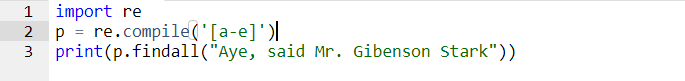 1 import re
2 p = re.compile('[a-e]')
3 print(p.findall("Aye, said Mr. Gibenson Stark"))